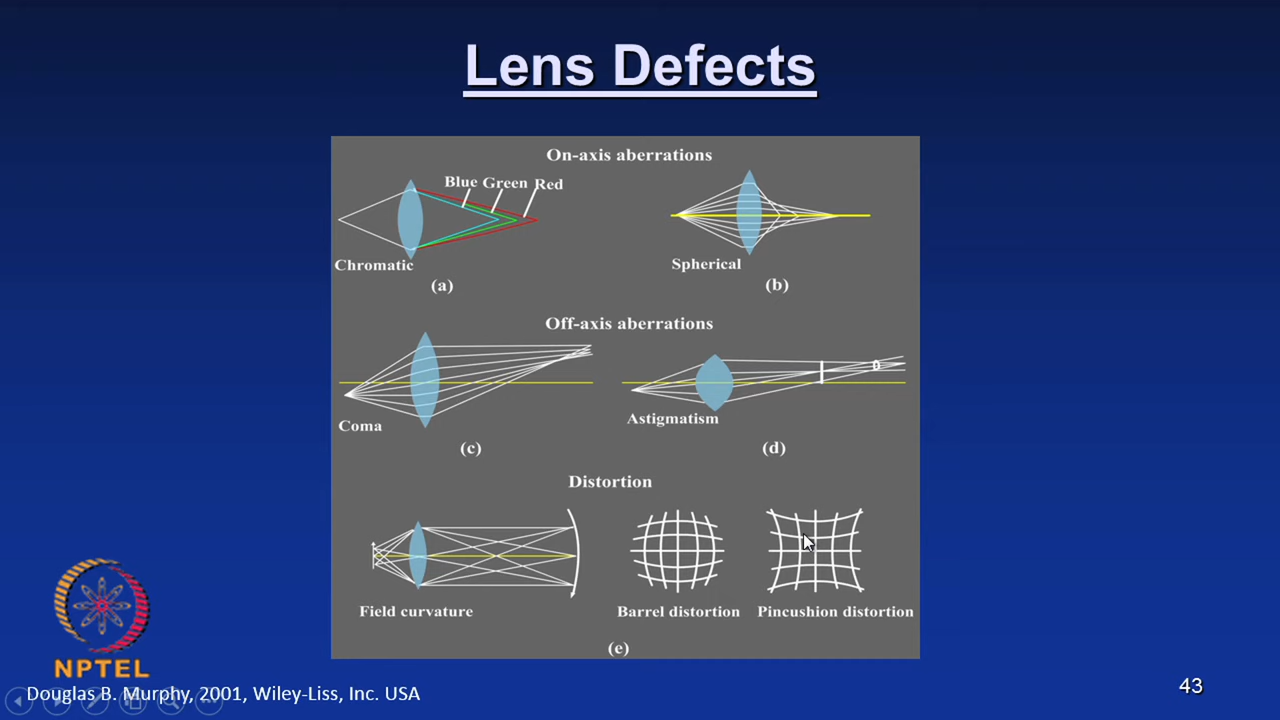 Lens Defects
On-axis aberrations
Blue Green Red
Chromatic
(a)
Spherical
(b)
Off-axis aberrations
Coma
(c)
Astigmatism
(d)
Distortion
Field curvature
Barrel distortion
Pincushion distortion
(e)
NPTEL
Douglas B. Murphy, 2001, Wiley-Liss, Inc. USA
43